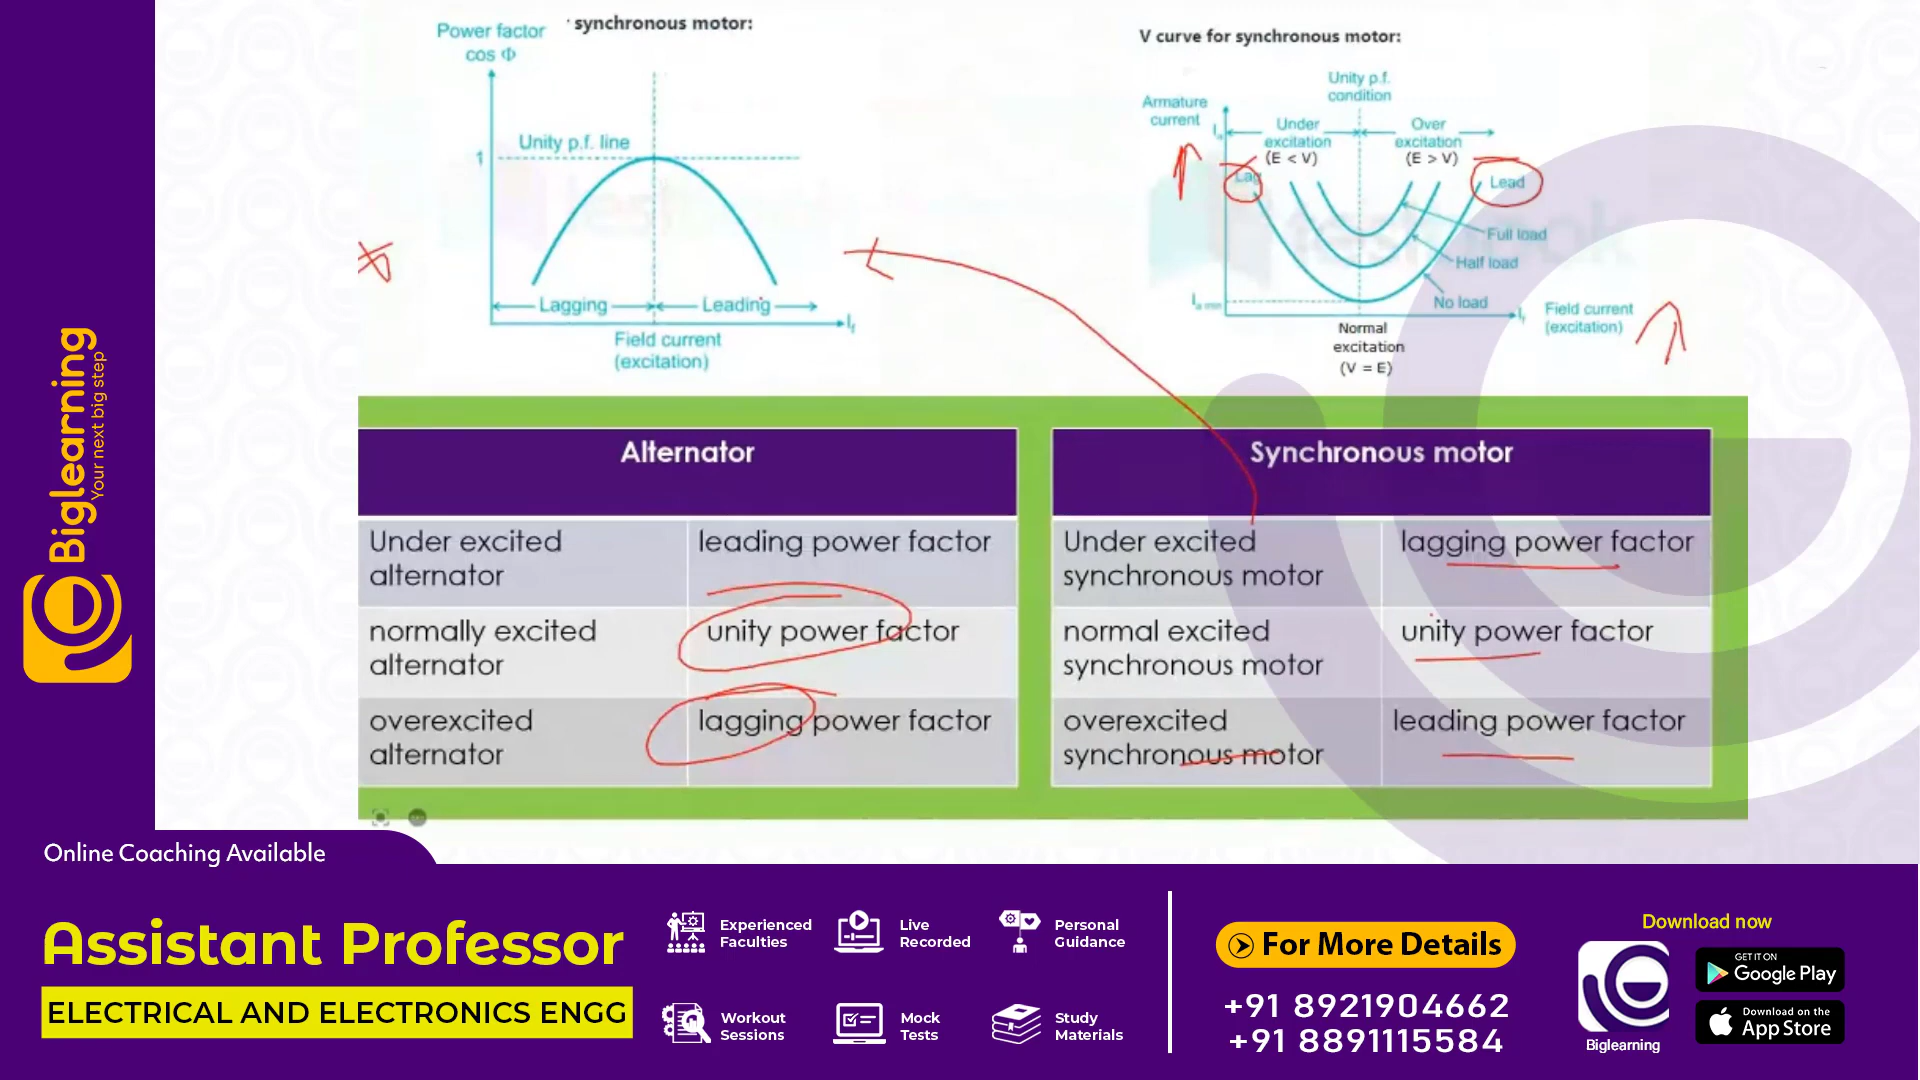 synchronous motor:
Power factor
cos Φ
Unity p.f. line
1
Lagging
Leading
If
Field current
(excitation)
V curve for synchronous motor:
Unity p.f.
condition
Armature
current
Ia
Under
excitation
(E < V)
Over
excitation
(E > V)
Lag
Lead
Full load
Half load
No load
Ia min
If
Field current
(excitation)
Normal
excitation
(V = E)
Alternator
Under excited
alternator
leading power factor
normally excited
alternator
unity power factor
overexcited
alternator
lagging power factor
Synchronous motor
Under excited
synchronous motor
lagging power factor
normal excited
synchronous motor
unity power factor
overexcited
synchronous motor
leading power factor
Biglearning
Your next big step
Online Coaching Available
Assistant Professor
ELECTRICAL AND ELECTRONICS ENGG
Experienced
Faculties
Live
Recorded
Personal
Guidance
Workout
Sessions
Mock
Tests
Study
Materials
For More Details
+91 8921904662
+91 8891115584
Download now
Biglearning
GET IT ON
Google Play
Download on the
App Store